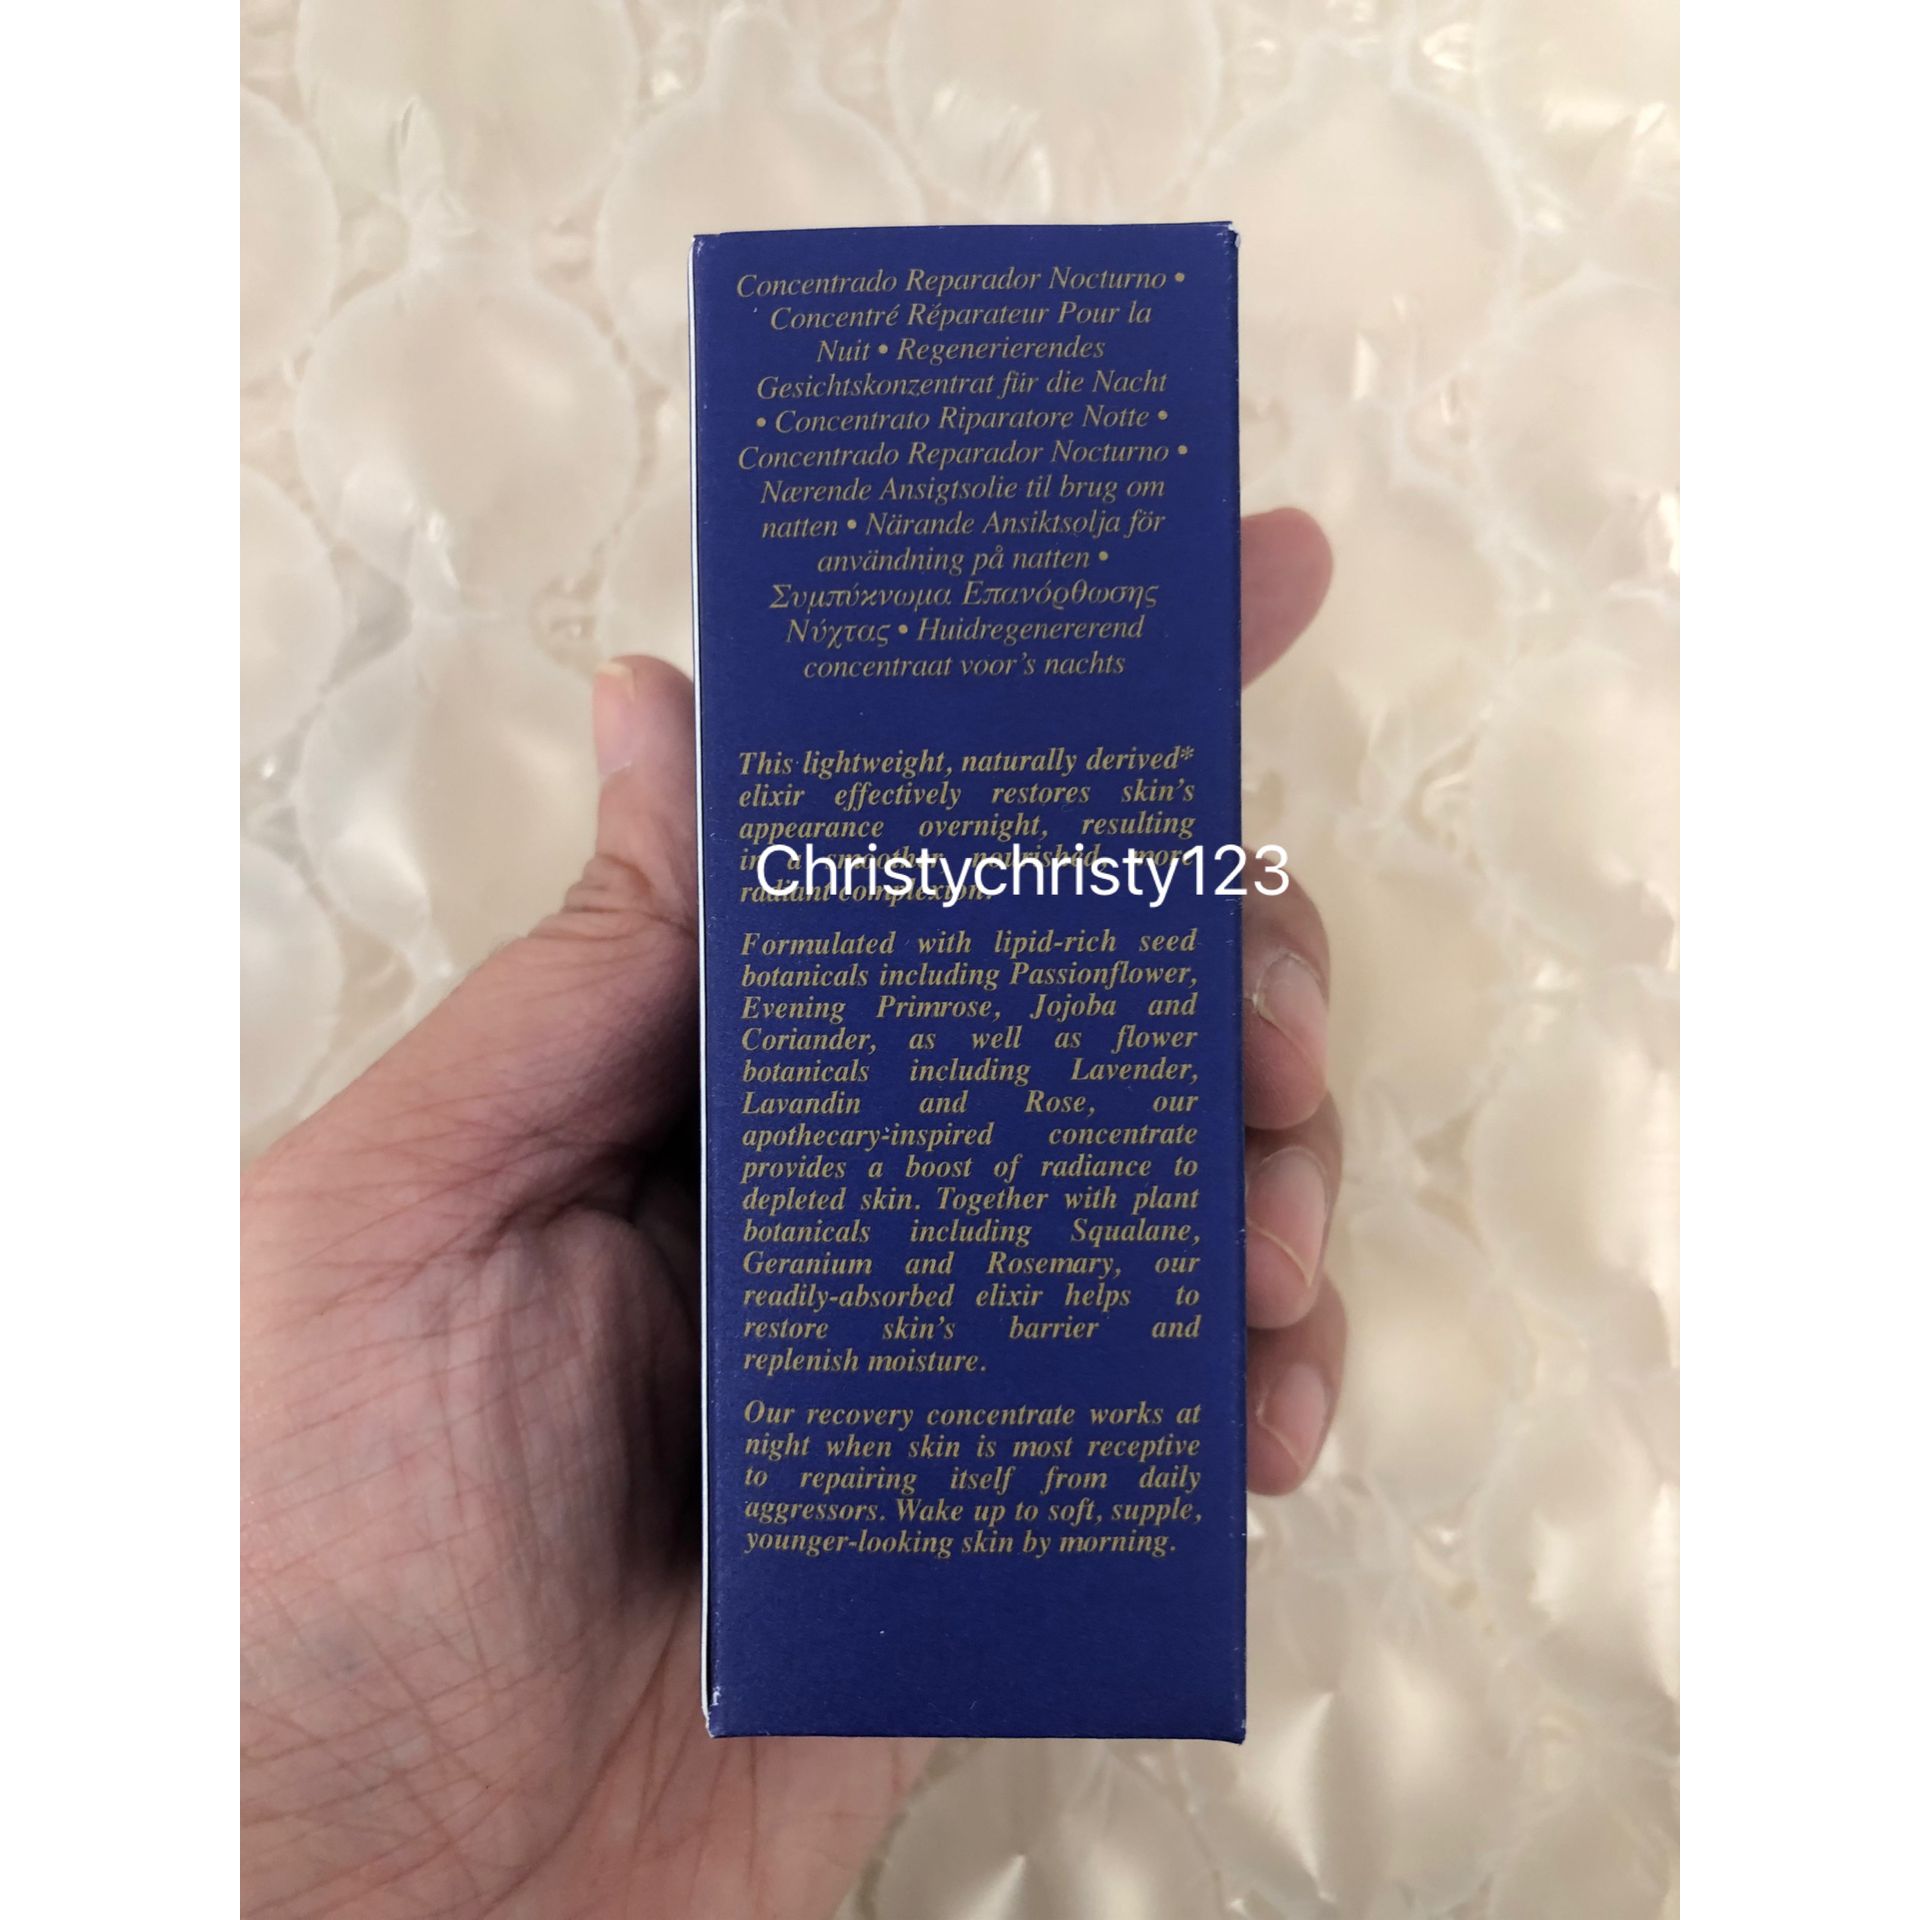 Concentrado Reparador Nocturno •
Concentré Réparateur Pour la
Nuit • Regenerierendes
Gesichtskonzentrat für die Nacht
• Concentrato Riparatore Notte •
Concentrado Reparador Nocturno •
Nærende Ansigtsolie til brug om
natten • Närande Ansiktsolja för
användning på natten •
Συμπύκνωμα Επανόρθωσης
Νύχτας • Huidregenererend
concentraat voor's nachts
This lightweight, naturally derived*
elixir effectively restores skin's
appearance overnight, resulting
in a smoother, nourished, more
radiant complexion.
Christychristy123
Formulated with lipid-rich seed
botanicals including Passionflower,
Evening Primrose, Jojoba and
Coriander, as well as flower
botanicals including Lavender,
Lavandin and Rose, our
apothecary-inspired concentrate
provides a boost of radiance to
depleted skin. Together with plant
botanicals including Squalane,
Geranium and Rosemary, our
readily-absorbed elixir helps to
restore skin's barrier and
replenish moisture.
Our recovery concentrate works at
night when skin is most receptive
to repairing itself from daily
aggressors. Wake up to soft, supple,
younger-looking skin by morning.